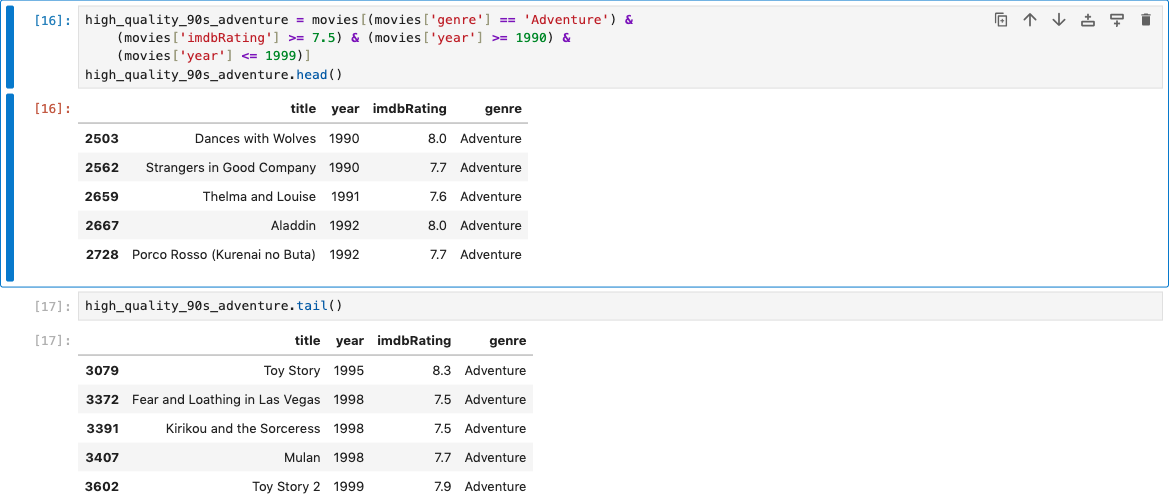 [16]: high_quality_90s_adventure = movies[(movies['genre'] == 'Adventure') &
(movies['imdbRating'] >= 7.5) & (movies['year'] >= 1990) &
(movies['year'] <= 1999)]
high_quality_90s_adventure.head()
[16]: title year imdbRating genre
2503 Dances with Wolves 1990 8.0 Adventure
2562 Strangers in Good Company 1990 7.7 Adventure
2659 Thelma and Louise 1991 7.6 Adventure
2667 Aladdin 1992 8.0 Adventure
2728 Porco Rosso (Kurenai no Buta) 1992 7.7 Adventure
[17]: high_quality_90s_adventure.tail()
[17]: title year imdbRating genre
3079 Toy Story 1995 8.3 Adventure
3372 Fear and Loathing in Las Vegas 1998 7.5 Adventure
3391 Kirikou and the Sorceress 1998 7.5 Adventure
3407 Mulan 1998 7.7 Adventure
3602 Toy Story 2 1999 7.9 Adventure